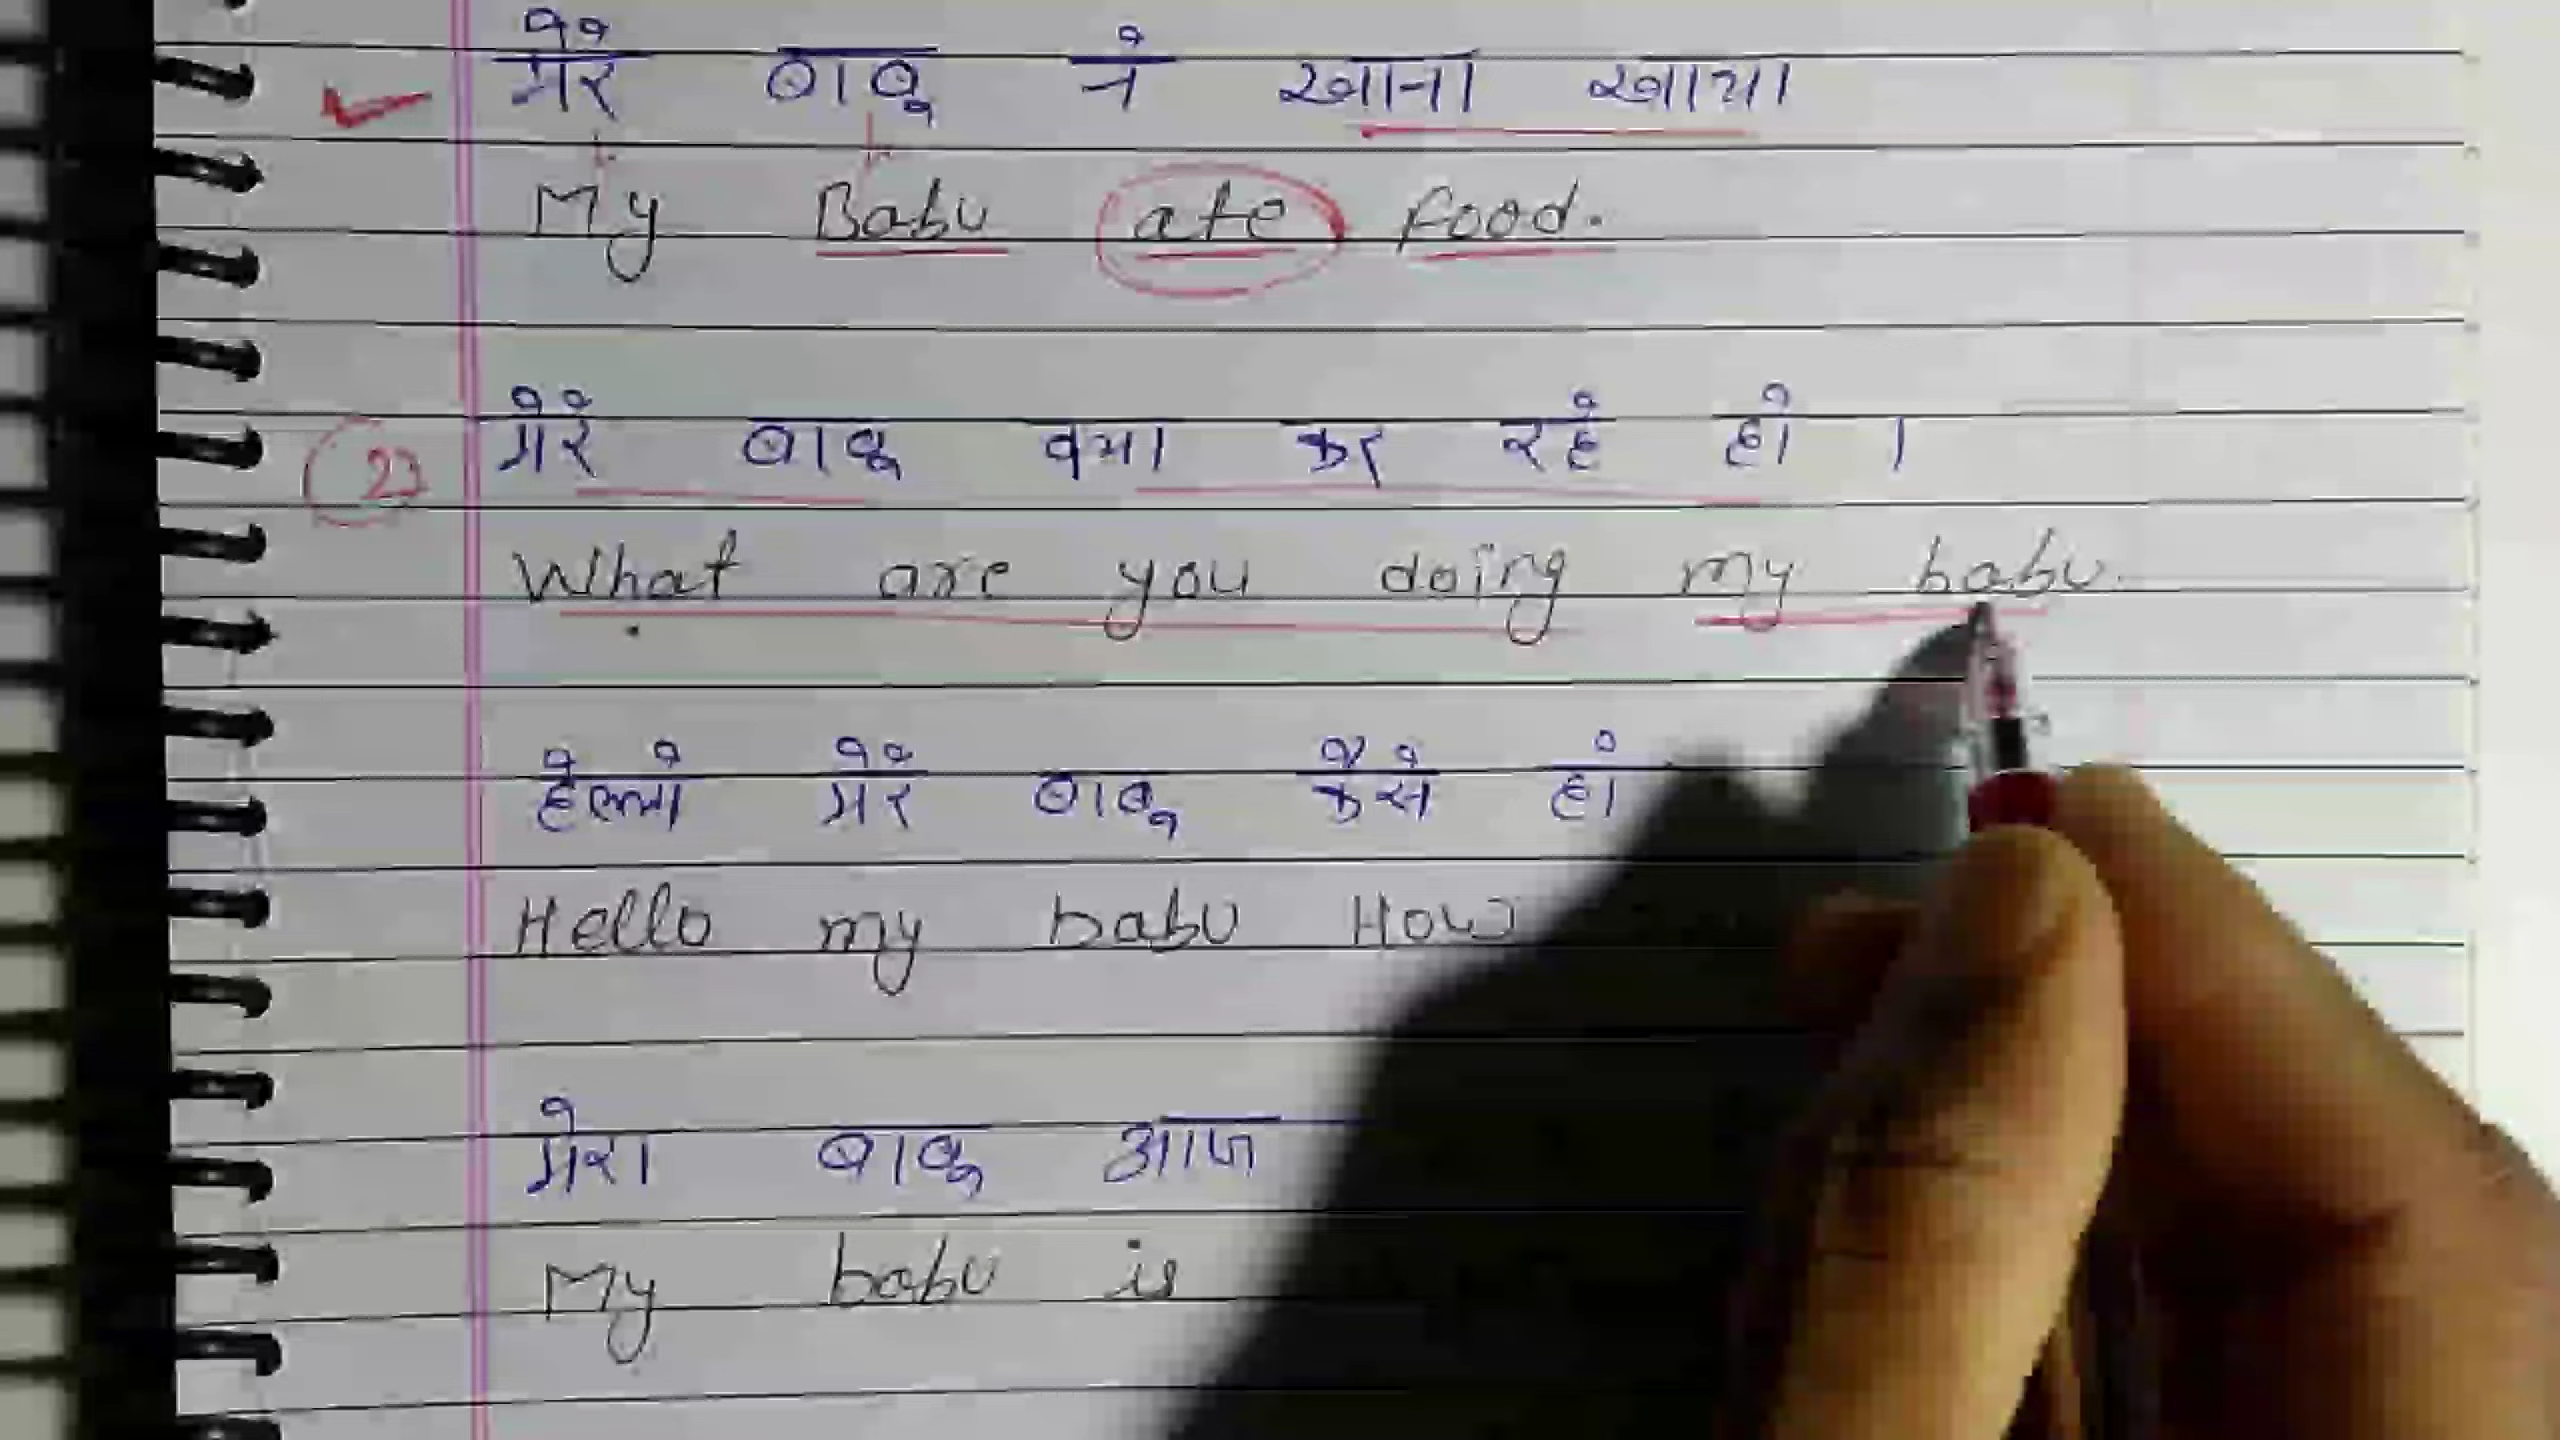 मेरे बाबू ने खाना खाया
My Babu ate food.
2) मेरे बाबू क्या कर रहे हो ।
What are you doing my babu.
हेल्लो मेरे बाबू कैसे हो
Hello my babu How
मेरा बाबू आज
My babu is